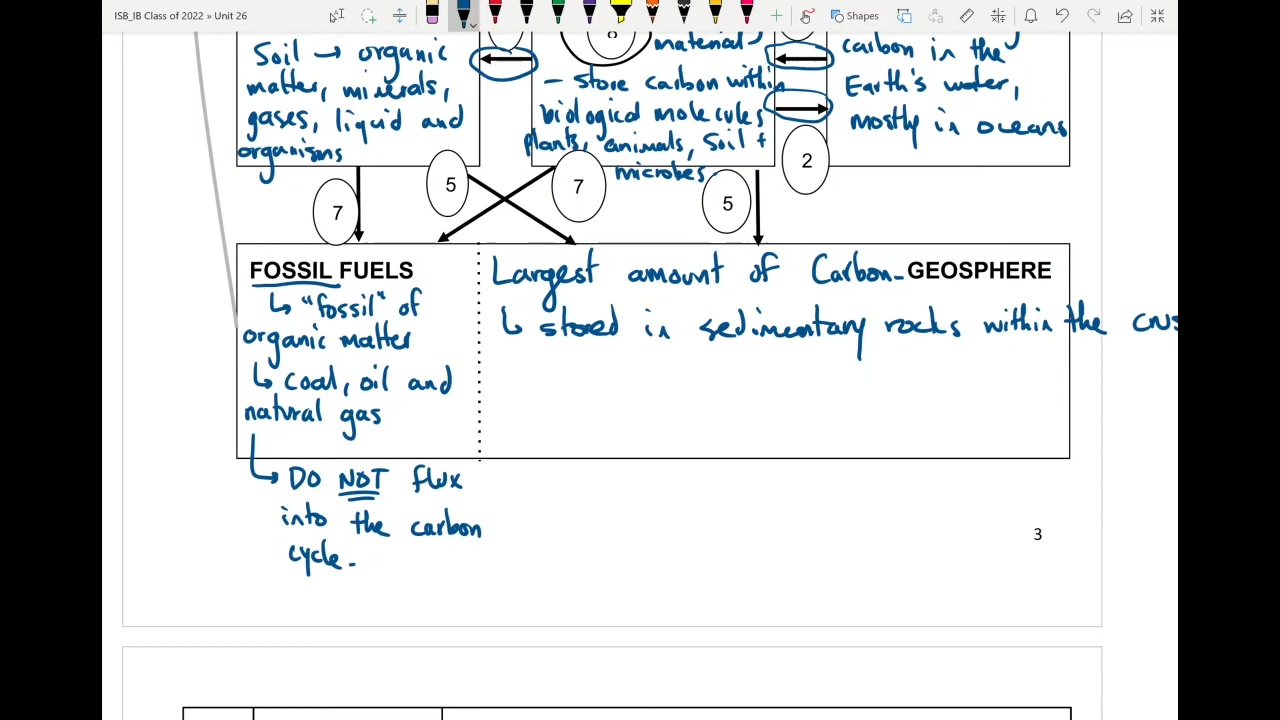 ISB_IB Class of 2022 » Unit 26
Shapes
Soil → organic
matter, minerals,
gases, liquid and
organisms
8
material
- store carbon within
biological molecules
plants, animals, soil +
microbes.
carbon in the
Earth's water,
mostly in oceans
2
7
5
7
5
FOSSIL FUELS
↳ "fossil" of
organic matter
↳ coal, oil and
natural gas
↳ DO NOT flux
into the carbon
cycle.
Largest amount of Carbon- GEOSPHERE
↳ stored in sedimentary rocks within the crus
3